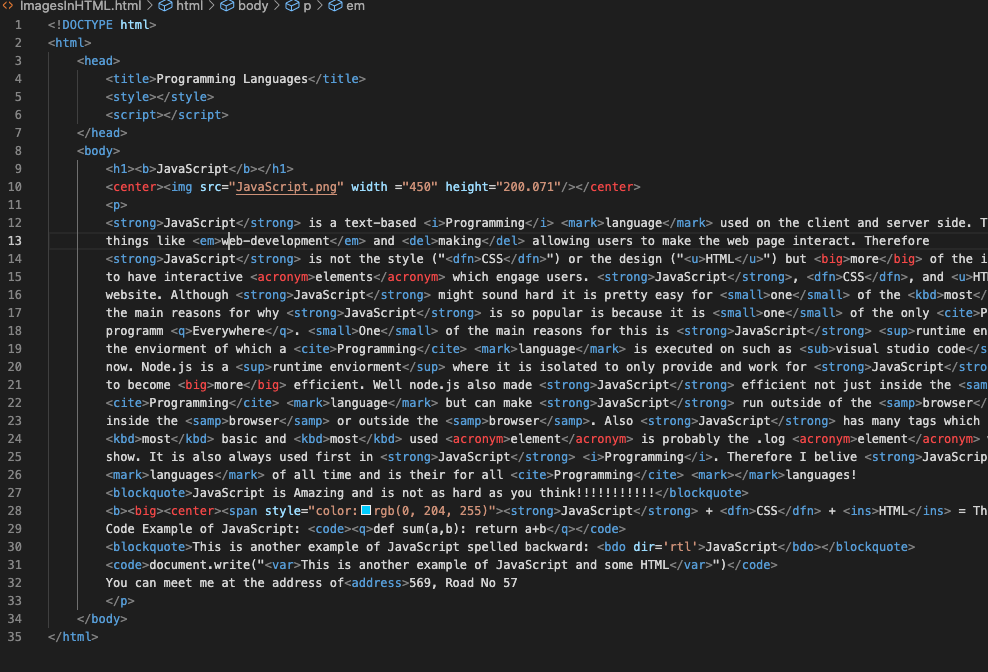 ImagesInHTML.html > html > body > p > em
1 <!DOCTYPE html>
2 <html>
3 <head>
4 <title>Programming Languages</title>
5 <style></style>
6 <script></script>
7 </head>
8 <body>
9 <h1><b>JavaScript</b></h1>
10 <center><img src="JavaScript.png" width ="450" height="200.071"/></center>
11 <p>
12 <strong>JavaScript</strong> is a text-based <i>Programming</i> <mark>language</mark> used on the client and server side. T
13 things like <em>web-development</em> and <del>making</del> allowing users to make the web page interact. Therefore
14 <strong>JavaScript</strong> is not the style ("<dfn>CSS</dfn>") or the design ("<u>HTML</u>") but <big>more</big> of the i
15 to have interactive <acronym>elements</acronym> which engage users. <strong>JavaScript</strong>, <dfn>CSS</dfn>, and <u>HT
16 website. Although <strong>JavaScript</strong> might sound hard it is pretty easy for <small>one</small> of the <kbd>most</
17 the main reasons for why <strong>JavaScript</strong> is so popular is because it is <small>one</small> of the only <cite>P
18 programm <q>Everywhere</q>. <small>One</small> of the main reasons for this is <strong>JavaScript</strong> <sup>runtime en
19 the enviorment of which a <cite>Programming</cite> <mark>language</mark> is executed on such as <sub>visual studio code</s
20 now. Node.js is a <sup>runtime enviorment</sup> where it is isolated to only provide and work for <strong>JavaScript</stro
21 to become <big>more</big> efficient. Well node.js also made <strong>JavaScript</strong> efficient not just inside the <sam
22 <cite>Programming</cite> <mark>language</mark> but can make <strong>JavaScript</strong> run outside of the <samp>browser</
23 inside the <samp>browser</samp> or outside the <samp>browser</samp>. Also <strong>JavaScript</strong> has many tags which
24 <kbd>most</kbd> basic and <kbd>most</kbd> used <acronym>element</acronym> is probably the .log <acronym>element</acronym>
25 show. It is also always used first in <strong>JavaScript</strong> <i>Programming</i>. Therefore I belive <strong>JavaScrip
26 <mark>languages</mark> of all time and is their for all <cite>Programming</cite> <mark></mark>languages!
27 <blockquote>JavaScript is Amazing and is not as hard as you think!!!!!!!!!!!</blockquote>
28 <b><big><center><span style="color:rgb(0, 204, 255)"><strong>JavaScript</strong> + <dfn>CSS</dfn> + <ins>HTML</ins> = Th
29 Code Example of JavaScript: <code><q>def sum(a,b): return a+b</q></code>
30 <blockquote>This is another example of JavaScript spelled backward: <bdo dir='rtl'>JavaScript</bdo></blockquote>
31 <code>document.write("<var>This is another example of JavaScript and some HTML</var>")</code>
32 You can meet me at the address of<address>569, Road No 57
33 </p>
34 </body>
35 </html>